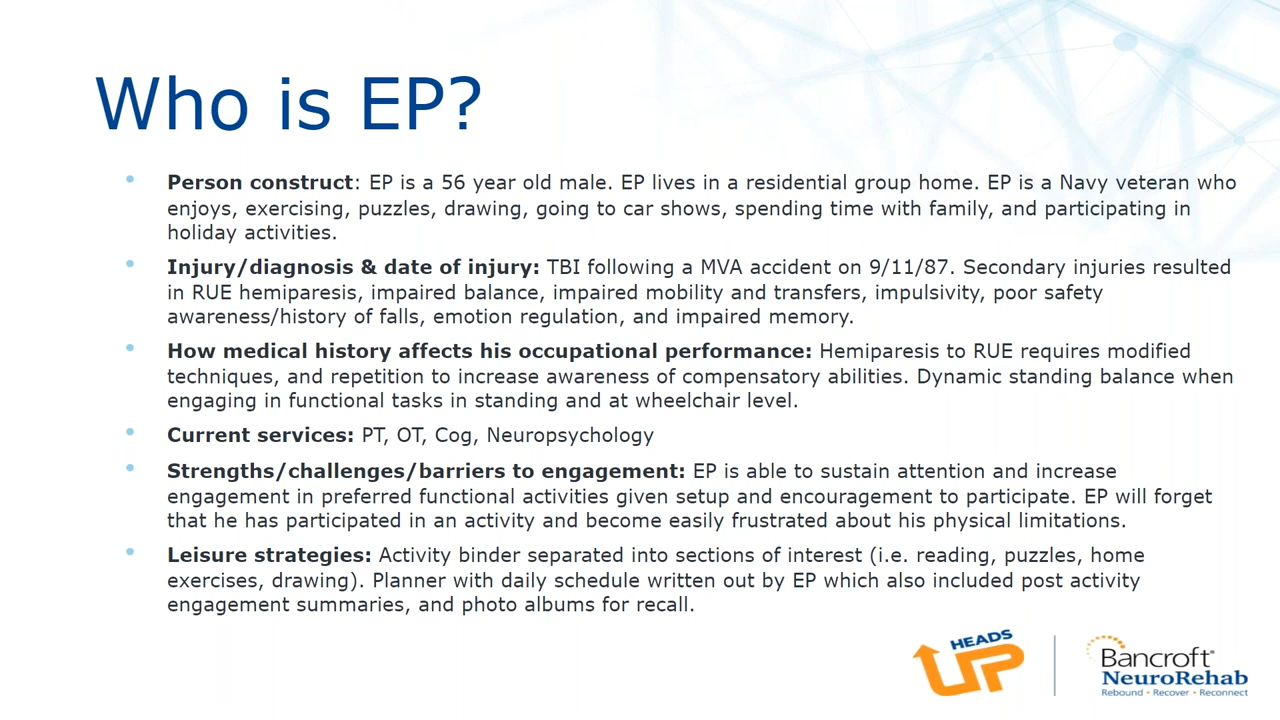 Who is EP?
• Person construct: EP is a 56 year old male. EP lives in a residential group home. EP is a Navy veteran who
enjoys, exercising, puzzles, drawing, going to car shows, spending time with family, and participating in
holiday activities.
• Injury/diagnosis & date of injury: TBI following a MVA accident on 9/11/87. Secondary injuries resulted
in RUE hemiparesis, impaired balance, impaired mobility and transfers, impulsivity, poor safety
awareness/history of falls, emotion regulation, and impaired memory.
• How medical history affects his occupational performance: Hemiparesis to RUE requires modified
techniques, and repetition to increase awareness of compensatory abilities. Dynamic standing balance when
engaging in functional tasks in standing and at wheelchair level.
• Current services: PT, OT, Cog, Neuropsychology
• Strengths/challenges/barriers to engagement: EP is able to sustain attention and increase
engagement in preferred functional activities given setup and encouragement to participate. EP will forget
that he has participated in an activity and become easily frustrated about his physical limitations.
• Leisure strategies: Activity binder separated into sections of interest (i.e. reading, puzzles, home
exercises, drawing). Planner with daily schedule written out by EP which also included post activity
engagement summaries, and photo albums for recall.
HEADS
UP
Bancroft®
NeuroRehab
Rebound • Recover • Reconnect